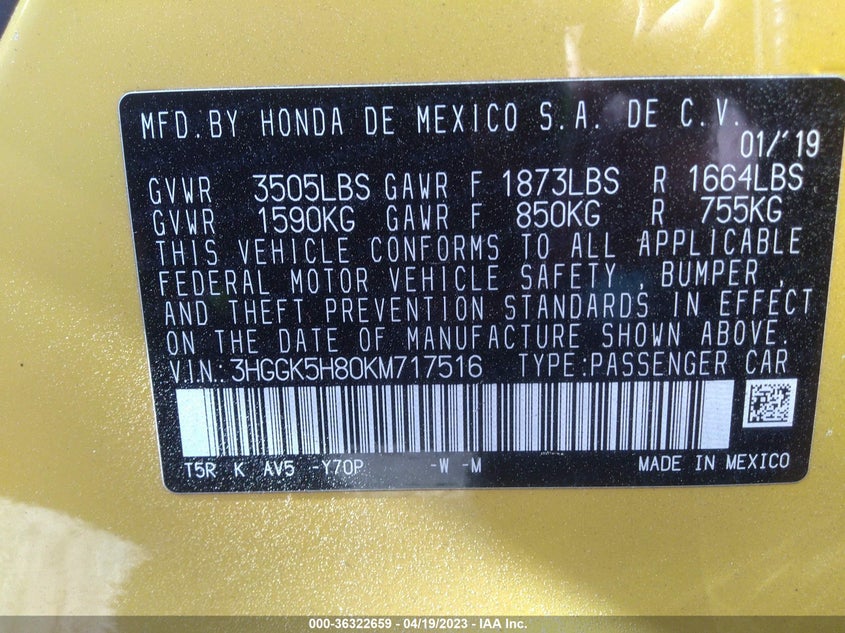 MFD.BY HONDA DE MEXICO S.A. DE C.V.
01/'19
GVWR 3505LBS GAWR F 1873LBS R 1664LBS
GVWR 1590KG GAWR F 850KG R 755KG
THIS VEHICLE CONFORMS TO ALL APPLICABLE
FEDERAL MOTOR VEHICLE SAFETY , BUMPER ,
AND THEFT PREVENTION STANDARDS IN EFFECT
ON THE DATE OF MANUFACTURE SHOWN ABOVE.
VIN:3HGGK5H80KM717516 TYPE:PASSENGER CAR
T5R K AV5 -Y70P -W -M MADE IN MEXICO
000-36322659 - 04/19/2023 - IAA Inc.